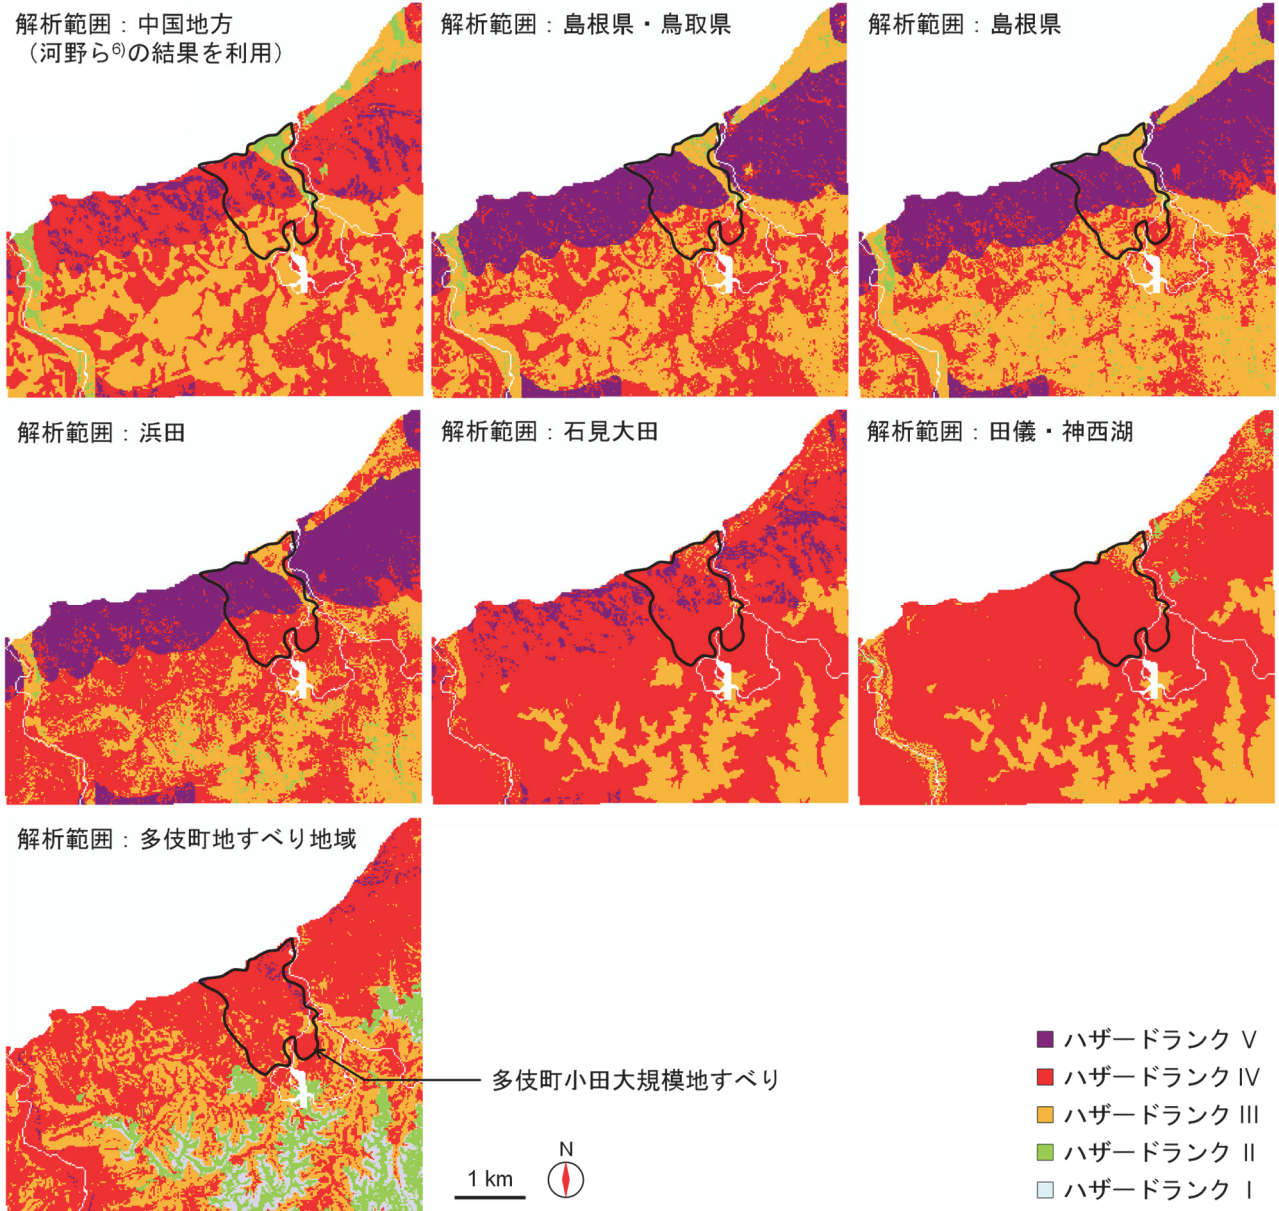 解析範囲：中国地方
（河野ら⁶⁾の結果を利用）
解析範囲：島根県・鳥取県
解析範囲：島根県
解析範囲：浜田
解析範囲：石見大田
解析範囲：田儀・神西湖
解析範囲：多伎町地すべり地域
多伎町小田大規模地すべり
1 km
N
ハザードランク V
ハザードランク IV
ハザードランク III
ハザードランク II
ハザードランク I